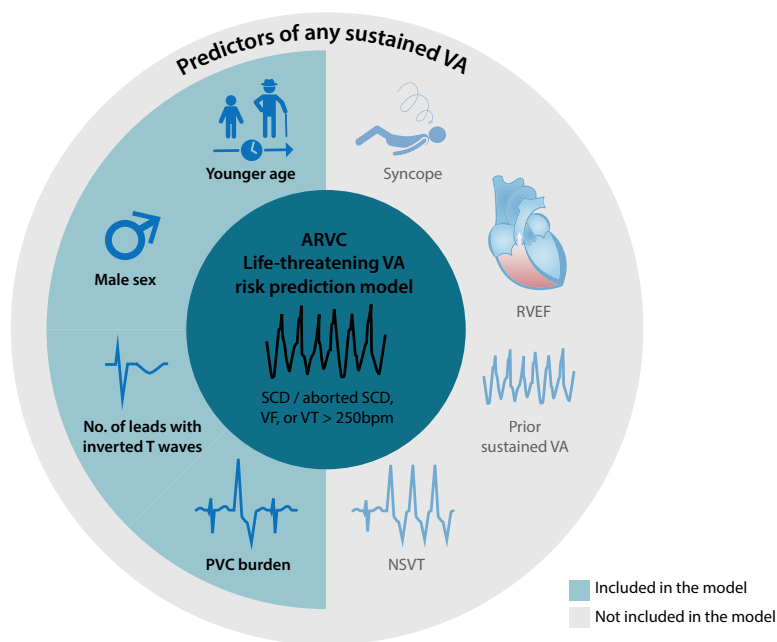 Predictors of any sustained VA
Younger age
Syncope
Male sex
RVEF
ARVC
Life-threatening VA
risk prediction model
SCD / aborted SCD,
VF, or VT > 250bpm
No. of leads with
inverted T waves
Prior
sustained VA
PVC burden
NSVT
Included in the model
Not included in the model